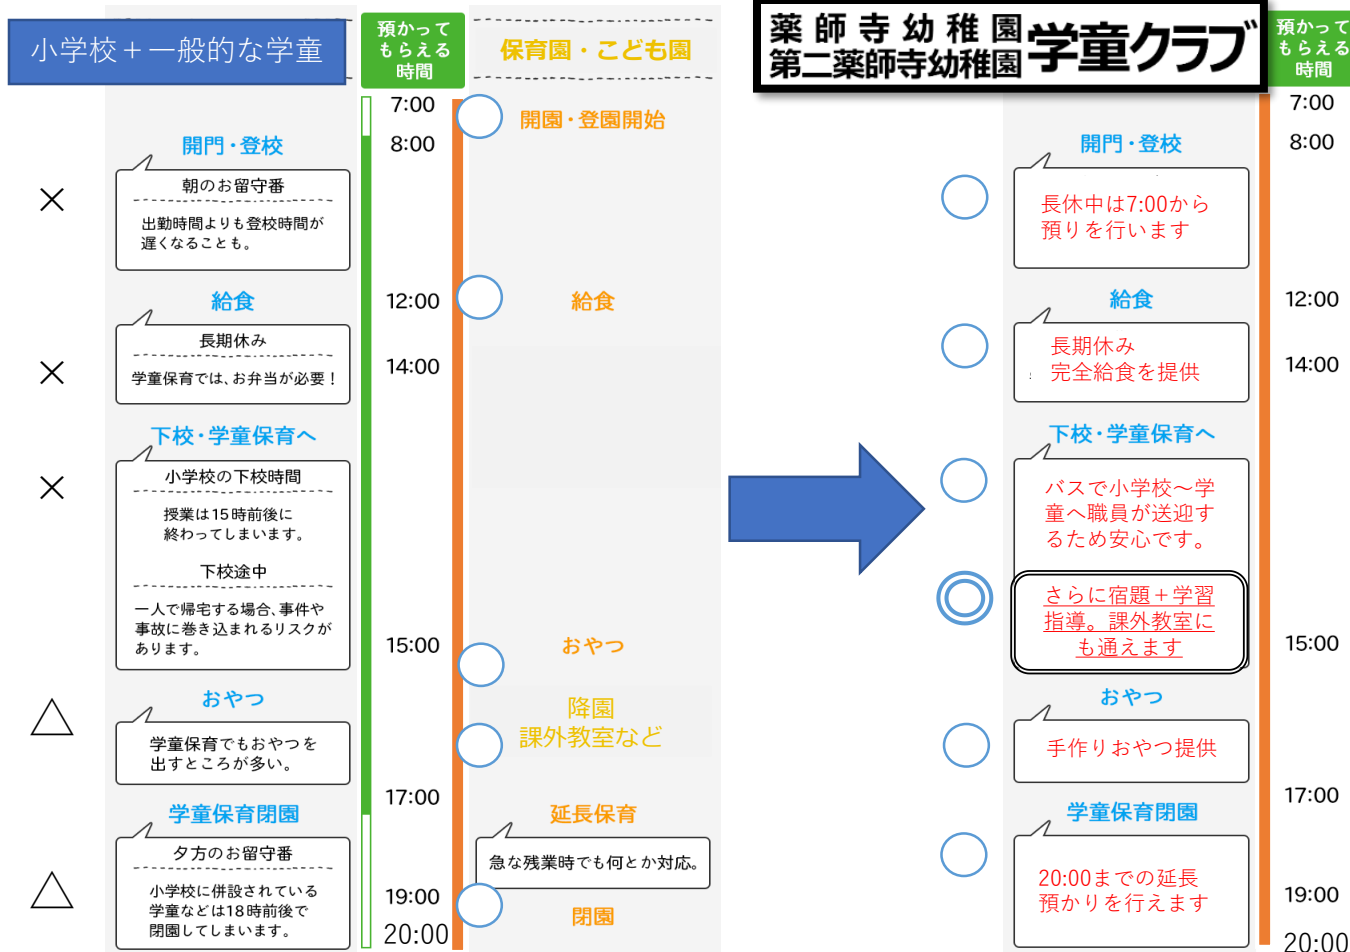 小学校＋一般的な学童
預かって
もらえる
時間
保育園・こども園
7:00
8:00
12:00
14:00
15:00
17:00
19:00
20:00
開門・登校
朝のお留守番
出勤時間よりも登校時間が
遅くなることも。
×
給食
長期休み
学童保育では、お弁当が必要！
×
下校・学童保育へ
小学校の下校時間
授業は15時前後に
終わってしまいます。
下校途中
一人で帰宅する場合、事件や
事故に巻き込まれるリスクが
あります。
×
おやつ
学童保育でもおやつを
出すところが多い。
△
学童保育閉園
夕方のお留守番
小学校に併設されている
学童などは18時前後で
閉園してしまいます。
△
開園・登園開始
給食
おやつ
降園
課外教室など
延長保育
急な残業時でも何とか対応。
閉園
薬師寺幼稚園
第二薬師寺幼稚園
学童クラブ
預かって
もらえる
時間
7:00
8:00
12:00
14:00
15:00
17:00
19:00
20:00
開門・登校
長休中は7:00から
預りを行います
給食
長期休み
完全給食を提供
下校・学童保育へ
バスで小学校～学
童へ職員が送迎す
るため安心です。
さらに宿題＋学習
指導。課外教室に
も通えます
おやつ
手作りおやつ提供
学童保育閉園
20:00までの延長
預かりを行えます